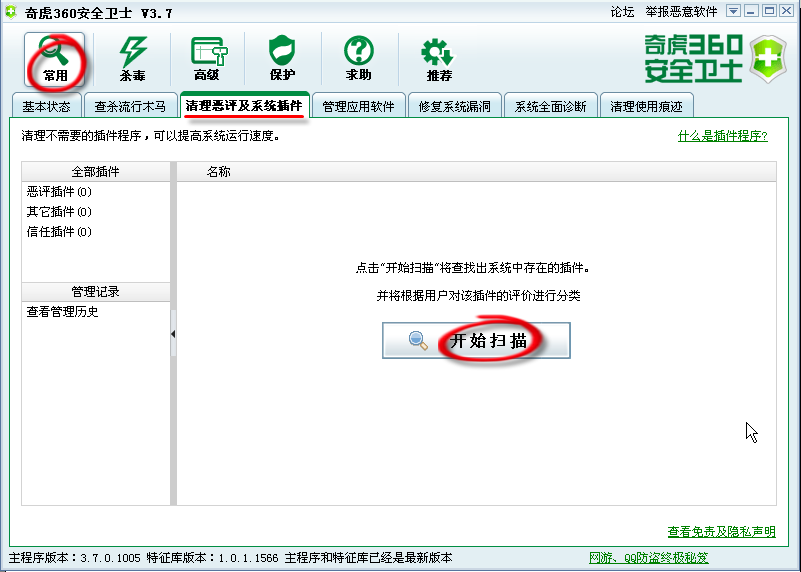 奇虎360安全卫士 V3.7 论坛 举报恶意软件
常用 杀毒 高级 保护 求助 推荐
奇虎360
安全卫士
基本状态 查杀流行木马 清理恶评及系统插件 管理应用软件 修复系统漏洞 系统全面诊断 清理使用痕迹
清理不需要的插件程序，可以提高系统运行速度。 什么是插件程序?
全部插件 名称
恶评插件(0)
其它插件(0)
信任插件(0)
点击"开始扫描"将查找出系统中存在的插件。
管理记录
并将根据用户对该插件的评价进行分类
查看管理历史
开始扫描
查看免责及隐私声明
主程序版本：3.7.0.1005 特征库版本：1.0.1.1566 主程序和特征库已经是最新版本 网游、QQ防盗终极秘笈